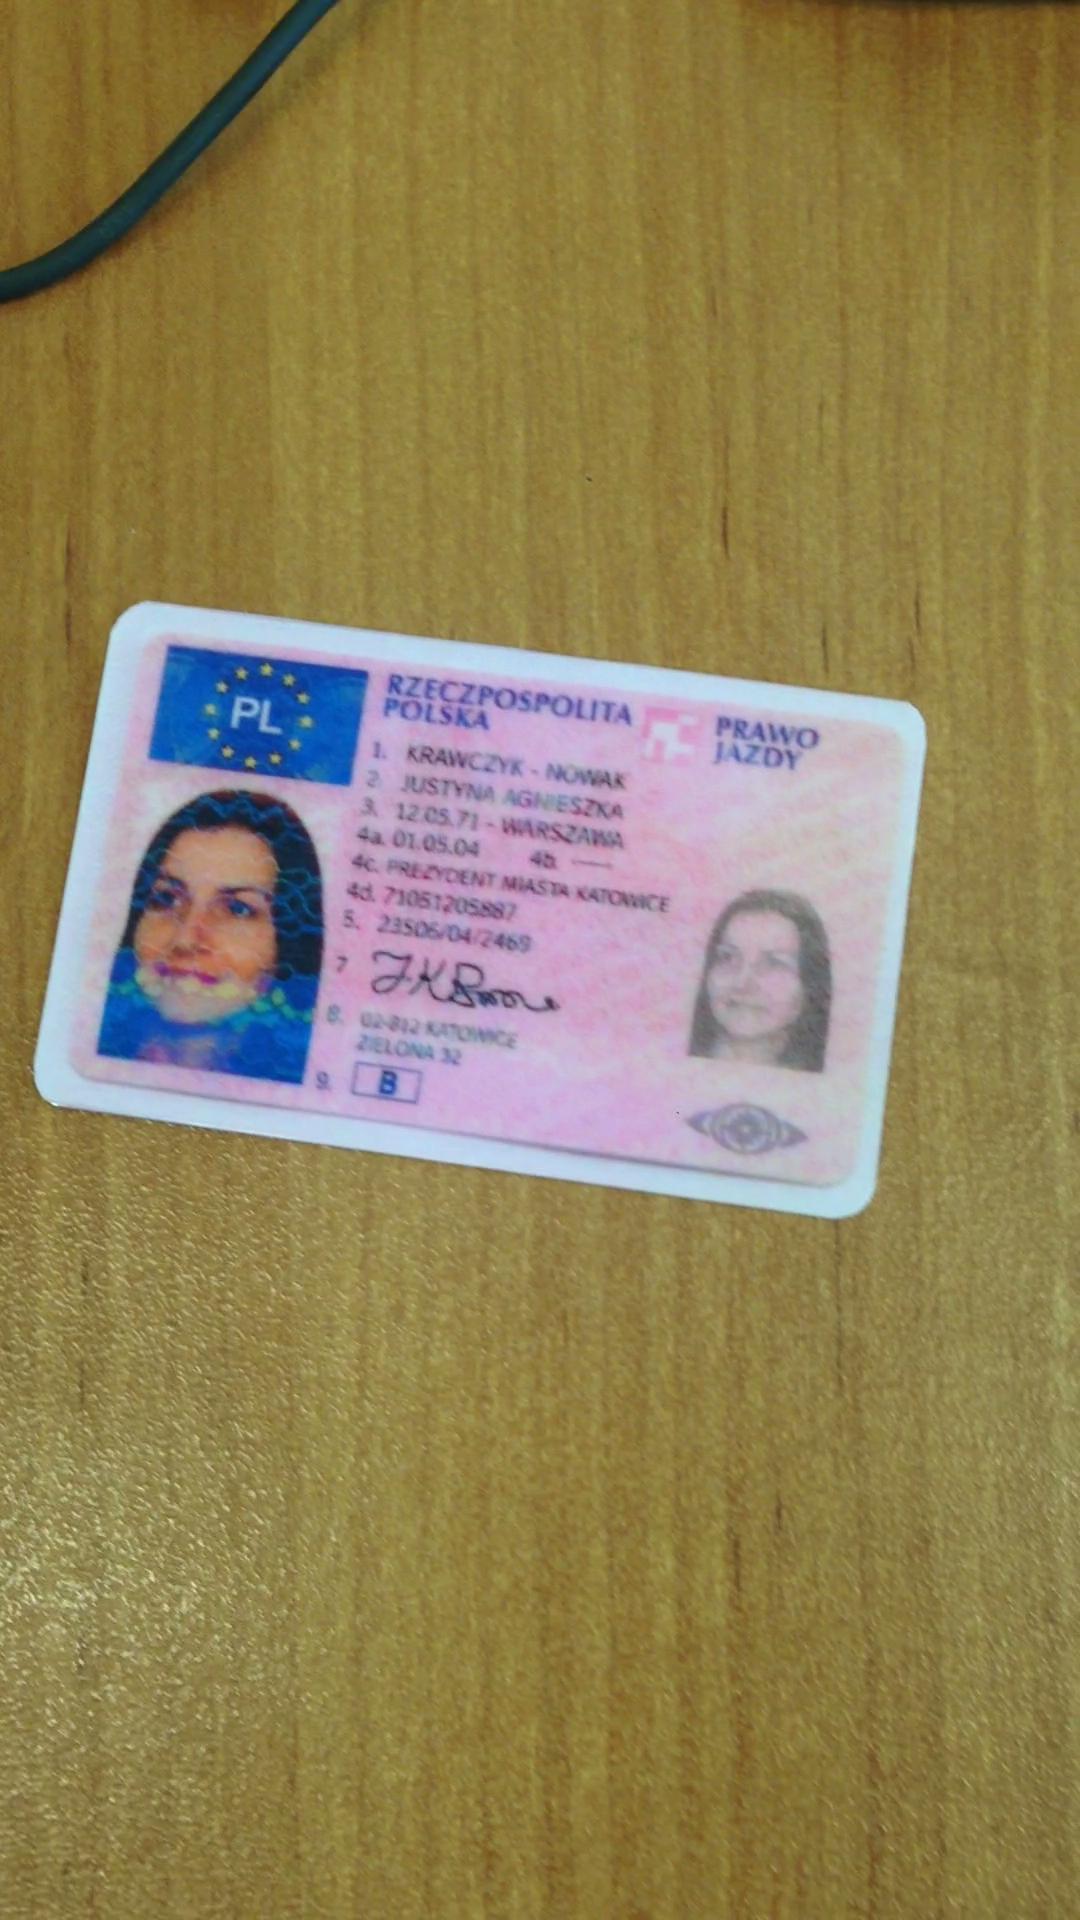 PL
RZECZPOSPOLITA POLSKA
PRAWO JAZDY
1. KRAWCZYK - NOWAK
2. JUSTYNA AGNIESZKA
3. 12.05.71 - WARSZAWA
4a. 01.05.04 4b. ——
4c. PREZYDENT MIASTA KATOWICE
4d. 71051205887
5. 23506/04/2469
7
8. 02-812 KATOWICE
ZIELONA 32
9. B